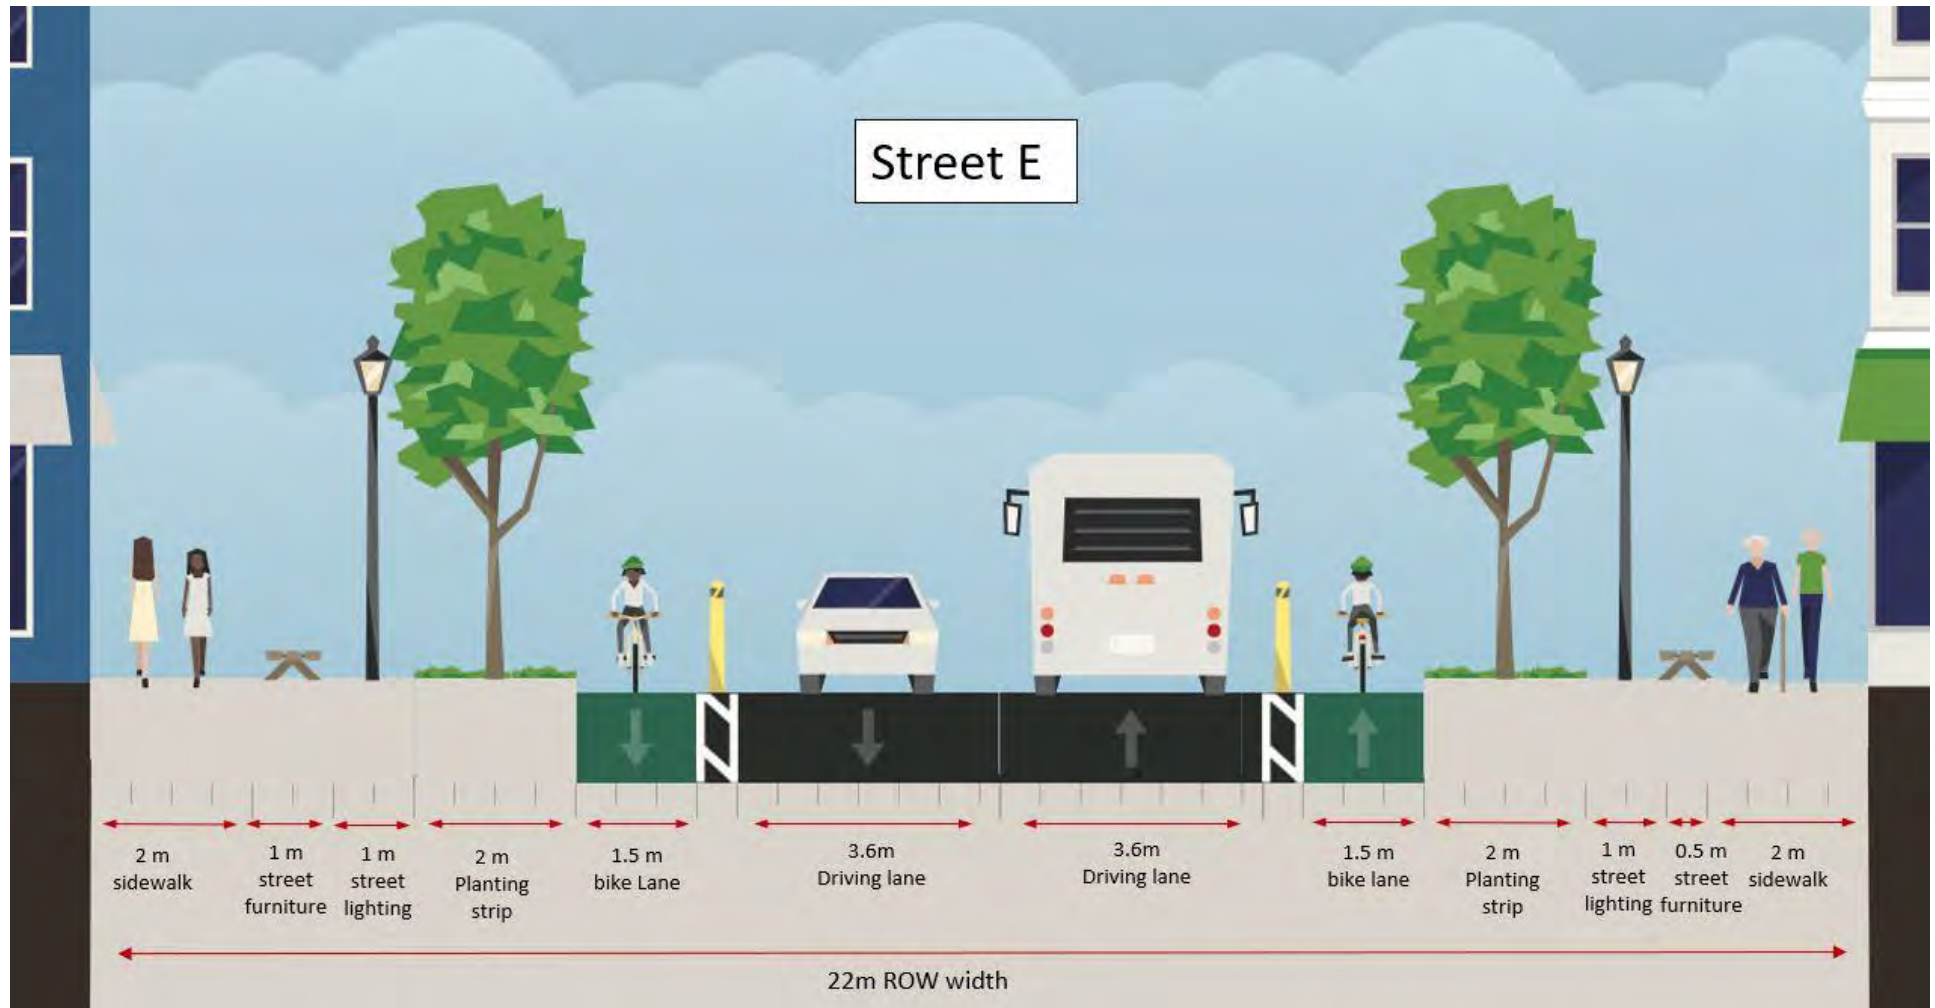 Street E
2 m
sidewalk
1 m
street
furniture
1 m
street
lighting
2 m
Planting
strip
1.5 m
bike Lane
3.6m
Driving lane
3.6m
Driving lane
1.5 m
bike lane
2 m
Planting
strip
1 m
street
lighting
0.5 m
street
furniture
2 m
sidewalk
22m ROW width